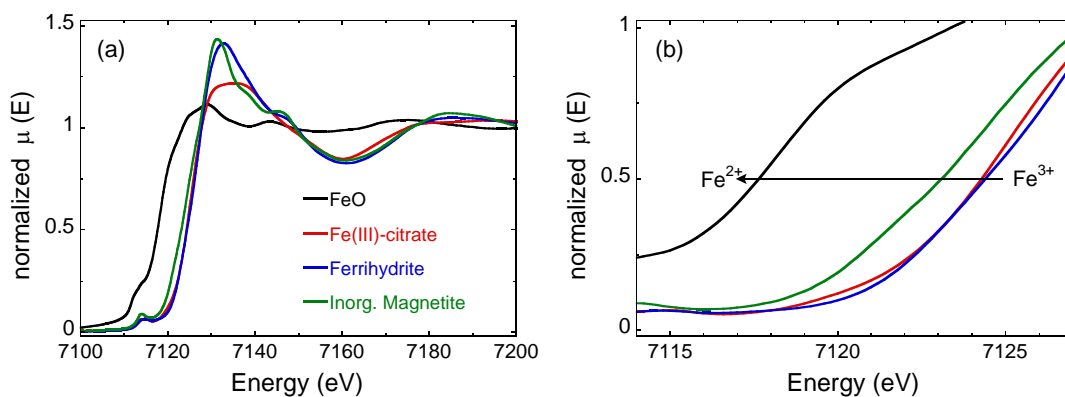 (a)
normalized μ (E)
1.5
1
0.5
0
7100 7120 7140 7160 7180 7200
Energy (eV)
FeO
Fe(III)-citrate
Ferrihydrite
Inorg. Magnetite
(b)
normalized μ (E)
1
0.5
0
7115 7120 7125
Energy (eV)
Fe²⁺
Fe³⁺